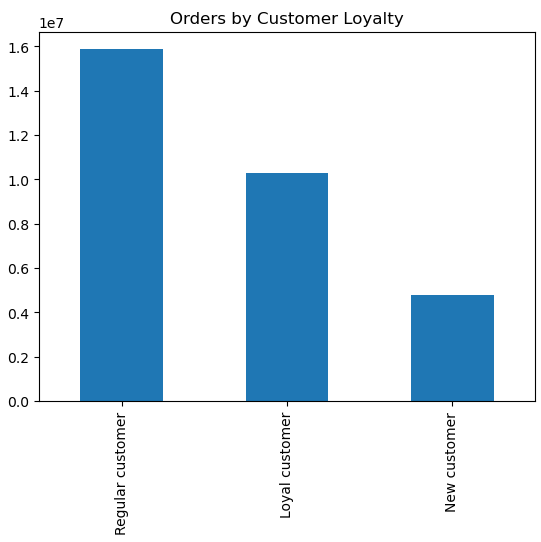 Orders by Customer Loyalty
1e7
1.6
1.4
1.2
1.0
0.8
0.6
0.4
0.2
0.0
Regular customer
Loyal customer
New customer